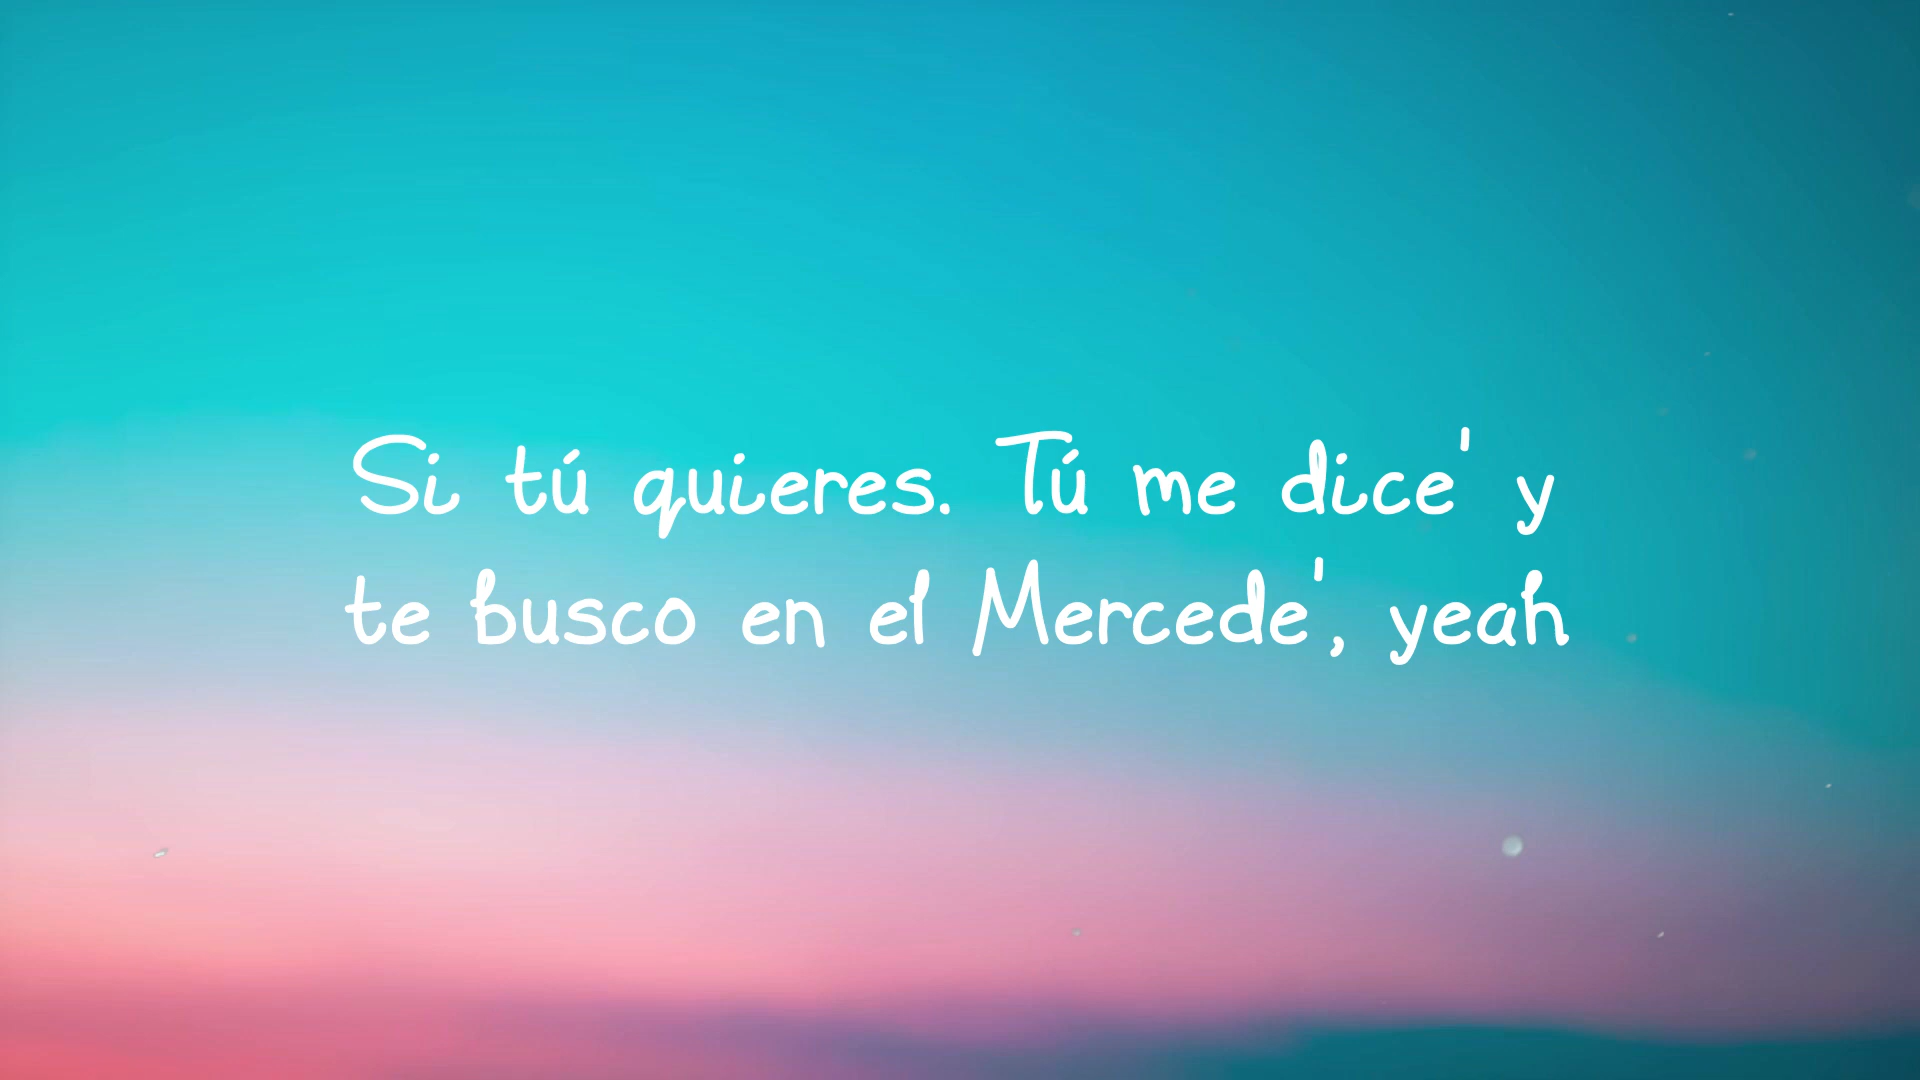 Si tú quieres. Tú me dice' y
te busco en el Mercede', yeah